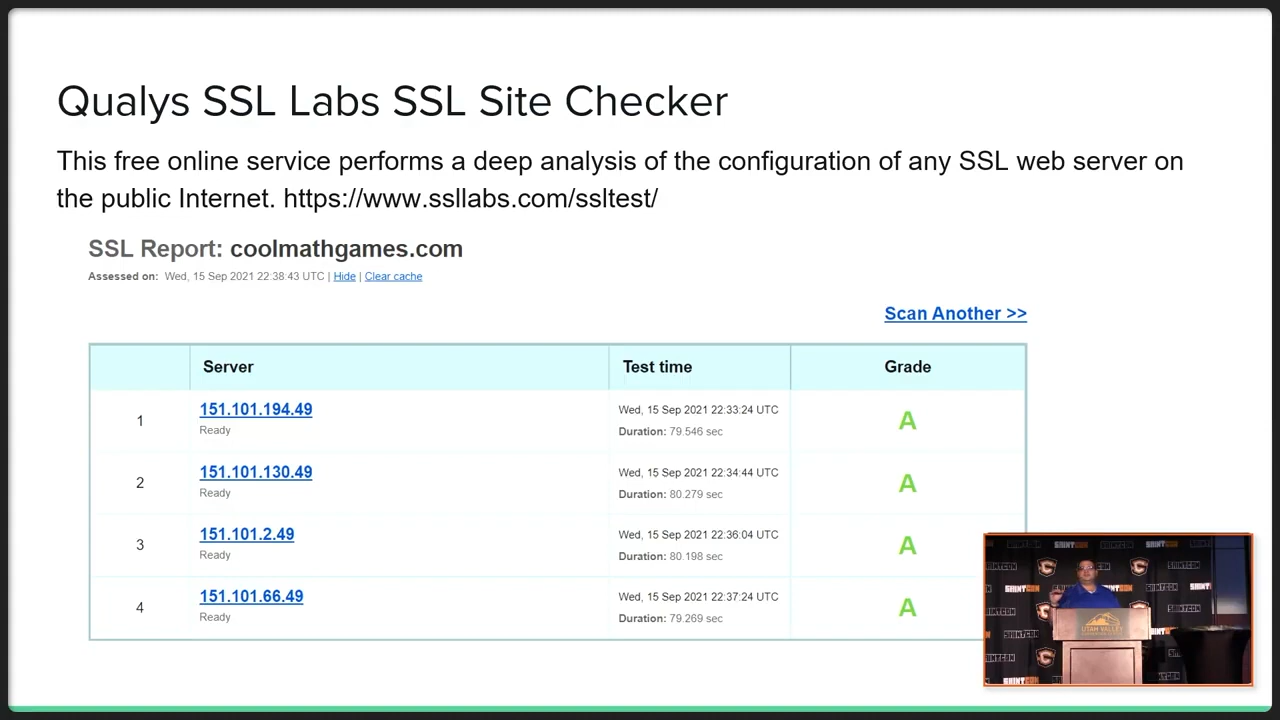 Qualys SSL Labs SSL Site Checker
This free online service performs a deep analysis of the configuration of any SSL web server on
the public Internet. https://www.ssllabs.com/ssltest/
SSL Report: coolmathgames.com
Assessed on: Wed, 15 Sep 2021 22:38:43 UTC | Hide | Clear cache
Scan Another >>
Server Test time Grade
1 151.101.194.49 Wed, 15 Sep 2021 22:33:24 UTC A
Ready Duration: 79.546 sec
2 151.101.130.49 Wed, 15 Sep 2021 22:34:44 UTC A
Ready Duration: 80.279 sec
3 151.101.2.49 Wed, 15 Sep 2021 22:36:04 UTC A
Ready Duration: 80.198 sec
4 151.101.66.49 Wed, 15 Sep 2021 22:37:24 UTC A
Ready Duration: 79.269 sec
SAINTCON
UTAH VALLEY